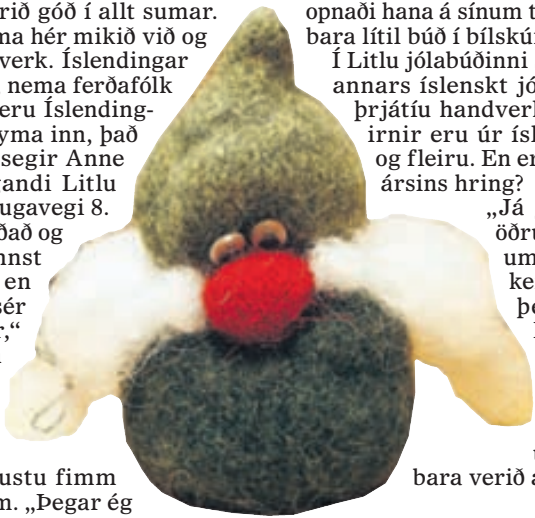 rið góð í allt sumar.
ma hér mikið við og
verk. Íslendingar
nema ferðafólk
eru Íslending-
yma inn, það
segir Anne
andi Litlu
ugavegi 8.
ðað og
nnst
en
sér
r,“
ustu fimm
m. „Þegar ég
opnaði hana á sínum t
bara lítil búð í bílskú
Í Litlu jólabúðinni
annars íslenskt jó
þrjátíu handverk
irnir eru úr ísl
og fleiru. En er
ársins hring?
„Já
öðru
um
ke
þe
bara verið a